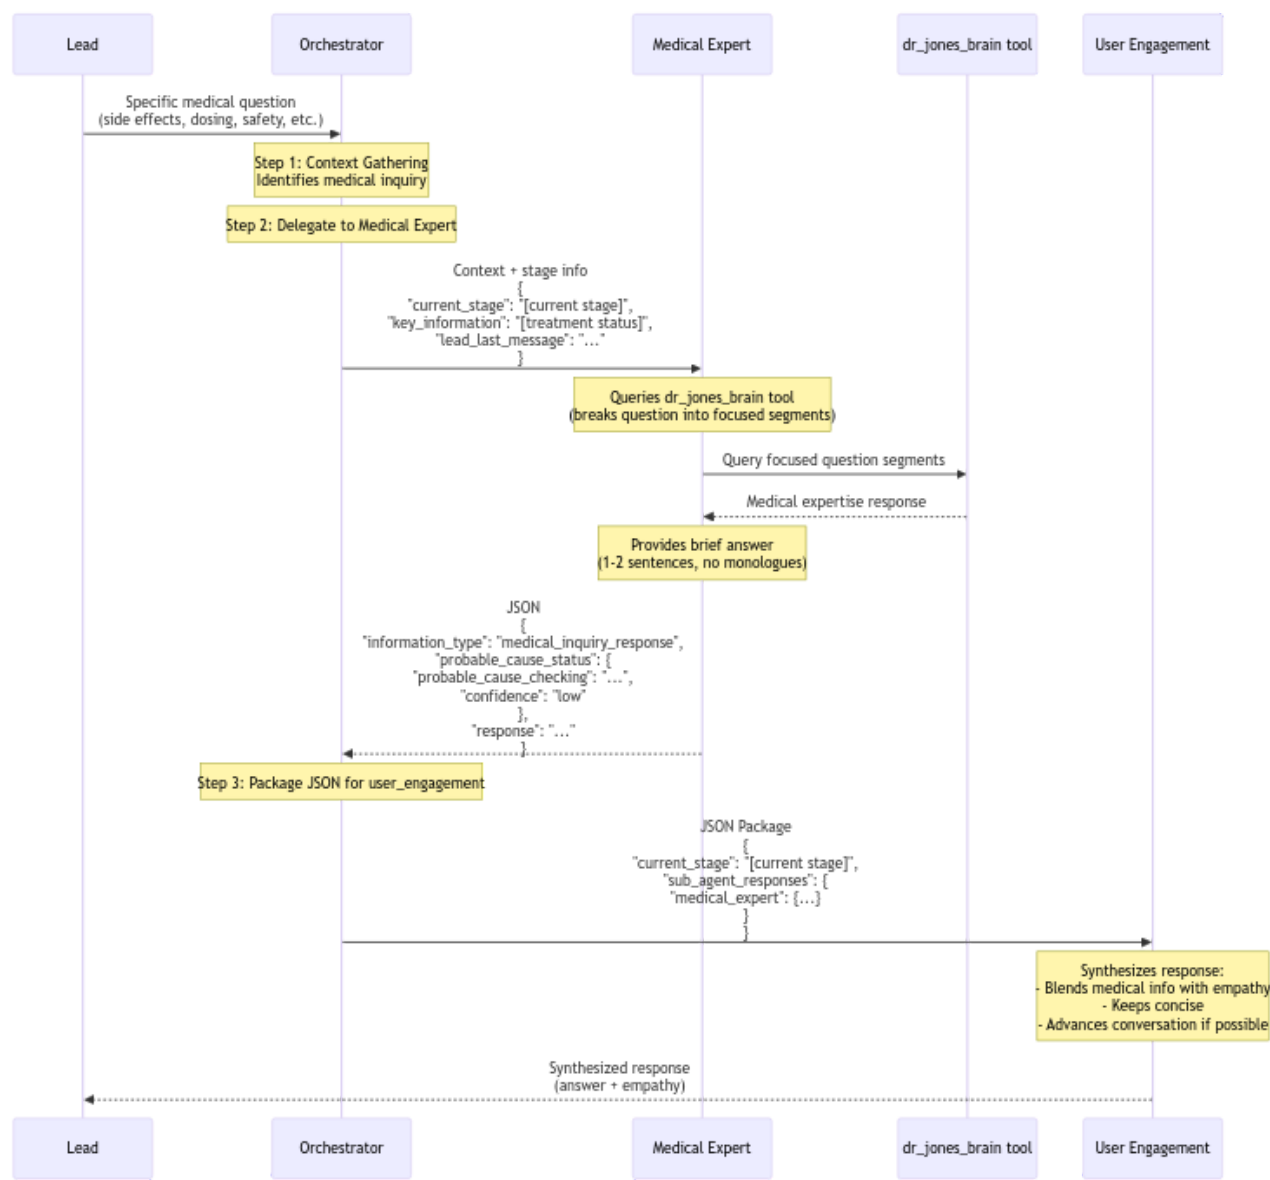 Lead
Orchestrator
Medical Expert
dr_jones_brain tool
User Engagement
Specific medical question
(side effects, dosing, safety, etc.)
Step 1: Context Gathering
Identifies medical inquiry
Step 2: Delegate to Medical Expert
Context + stage info
{
"current_stage": "[current stage]",
"key_information": "[treatment status]",
"lead_last_message": "..."
}
Queries dr_jones_brain tool
(breaks question into focused segments)
Query focused question segments
Medical expertise response
Provides brief answer
(1-2 sentences, no monologues)
JSON
{
"information_type": "medical_inquiry_response",
"probable_cause_status": {
"probable_cause_checking": "...",
"confidence": "low"
},
"response": "..."
}
Step 3: Package JSON for user_engagement
JSON Package
{
"current_stage": "[current stage]",
"sub_agent_responses": {
"medical_expert": {...}
}
}
Synthesizes response:
- Blends medical info with empathy
- Keeps concise
- Advances conversation if possible
Synthesized response
(answer + empathy)
Lead
Orchestrator
Medical Expert
dr_jones_brain tool
User Engagement